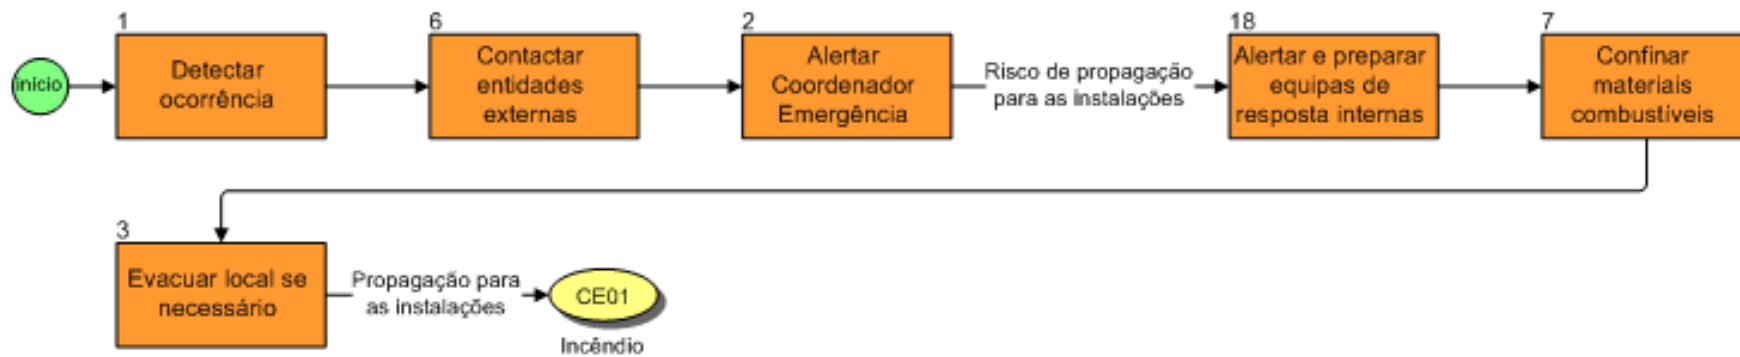 início
1
Detectar
ocorrência
6
Contactar
entidades
externas
2
Alertar
Coordenador
Emergência
Risco de propagação
para as instalações
18
Alertar e preparar
equipas de
resposta internas
7
Confinar
materiais
combustíveis
3
Evacuar local se
necessário
Propagação para
as instalações
CE01
Incêndio